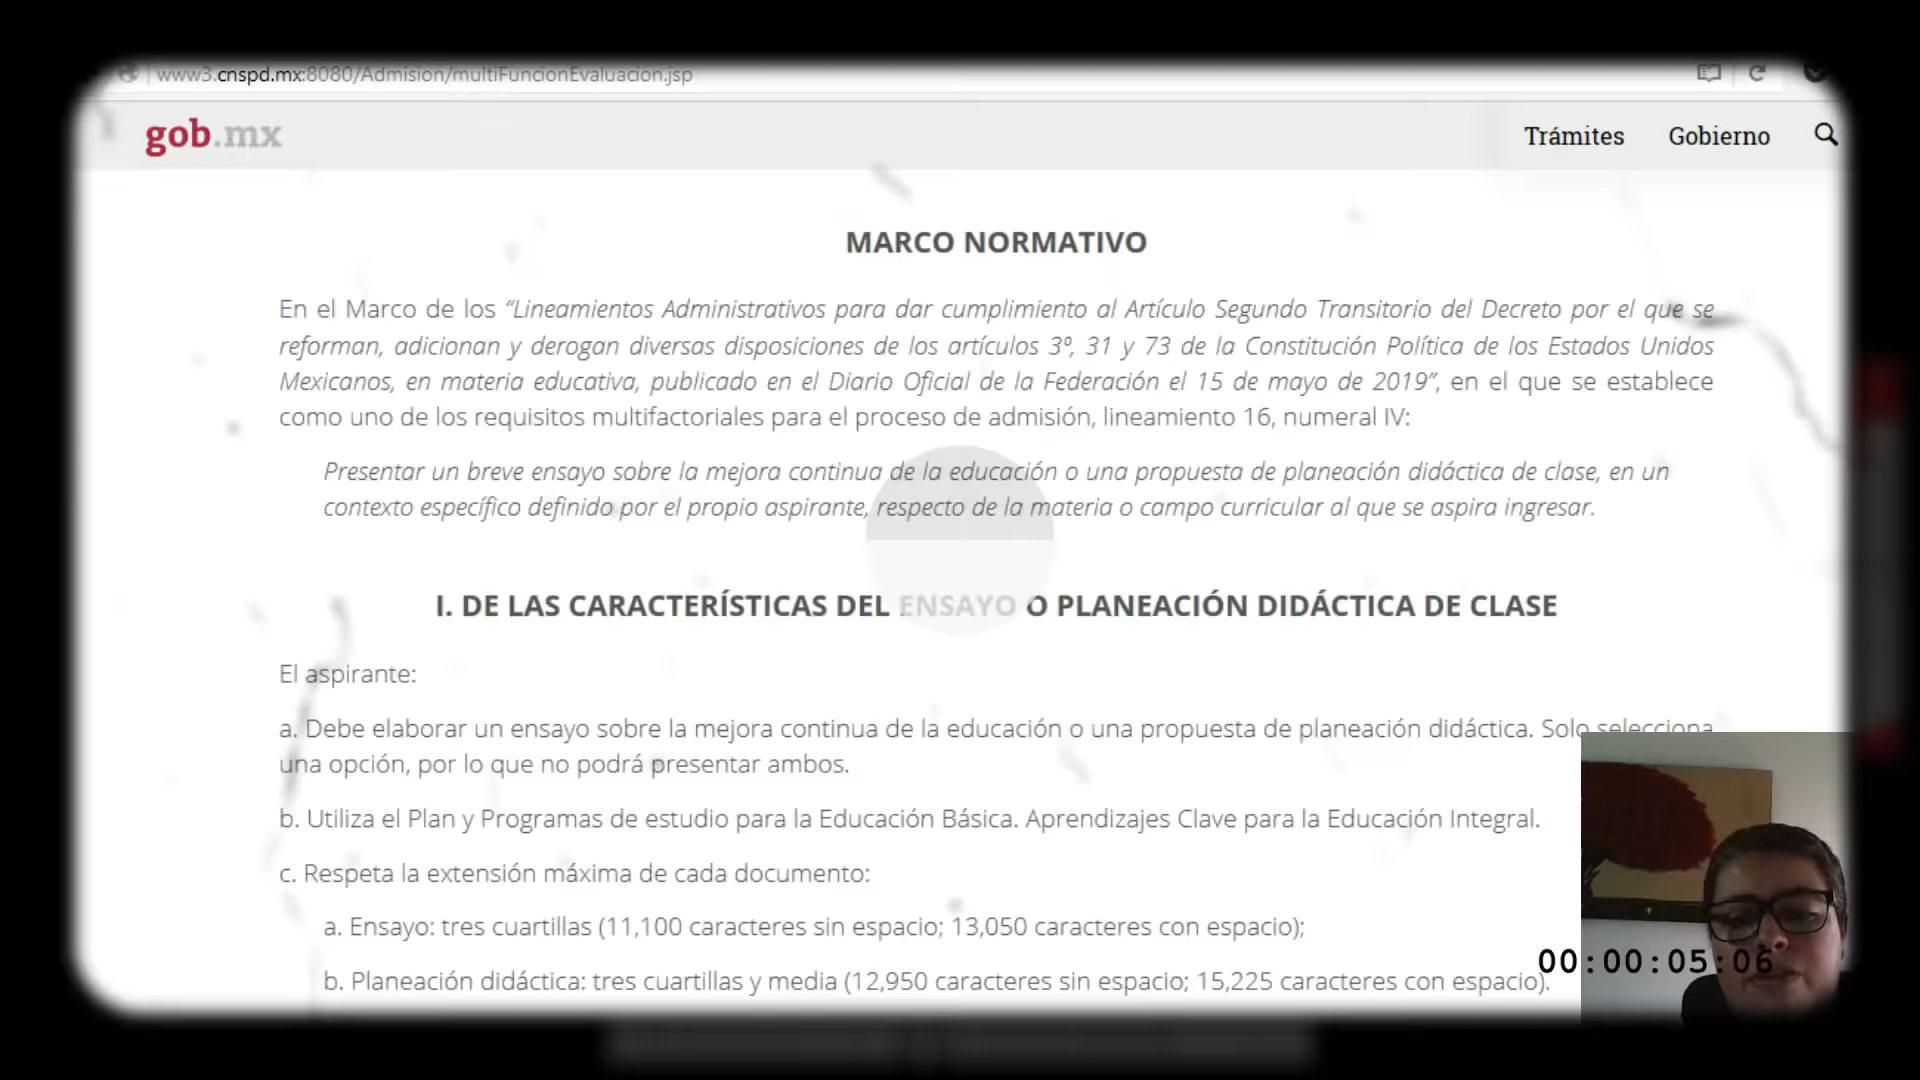 www3.cnspd.mx:8080/Admision/multiFuncionEvaluacion.jsp
gob.mx
Trámites Gobierno
MARCO NORMATIVO
En el Marco de los “Lineamientos Administrativos para dar cumplimiento al Artículo Segundo Transitorio del Decreto por el que se
reforman, adicionan y derogan diversas disposiciones de los artículos 3º, 31 y 73 de la Constitución Política de los Estados Unidos
Mexicanos, en materia educativa, publicado en el Diario Oficial de la Federación el 15 de mayo de 2019”, en el que se establece
como uno de los requisitos multifactoriales para el proceso de admisión, lineamiento 16, numeral IV:
Presentar un breve ensayo sobre la mejora continua de la educación o una propuesta de planeación didáctica de clase, en un
contexto específico definido por el propio aspirante, respecto de la materia o campo curricular al que se aspira ingresar.
I. DE LAS CARACTERÍSTICAS DEL ENSAYO O PLANEACIÓN DIDÁCTICA DE CLASE
El aspirante:
a. Debe elaborar un ensayo sobre la mejora continua de la educación o una propuesta de planeación didáctica. Solo selecciona
una opción, por lo que no podrá presentar ambos.
b. Utiliza el Plan y Programas de estudio para la Educación Básica. Aprendizajes Clave para la Educación Integral.
c. Respeta la extensión máxima de cada documento:
a. Ensayo: tres cuartillas (11,100 caracteres sin espacio; 13,050 caracteres con espacio);
b. Planeación didáctica: tres cuartillas y media (12,950 caracteres sin espacio; 15,225 caracteres con espacio).
00:00:05:06